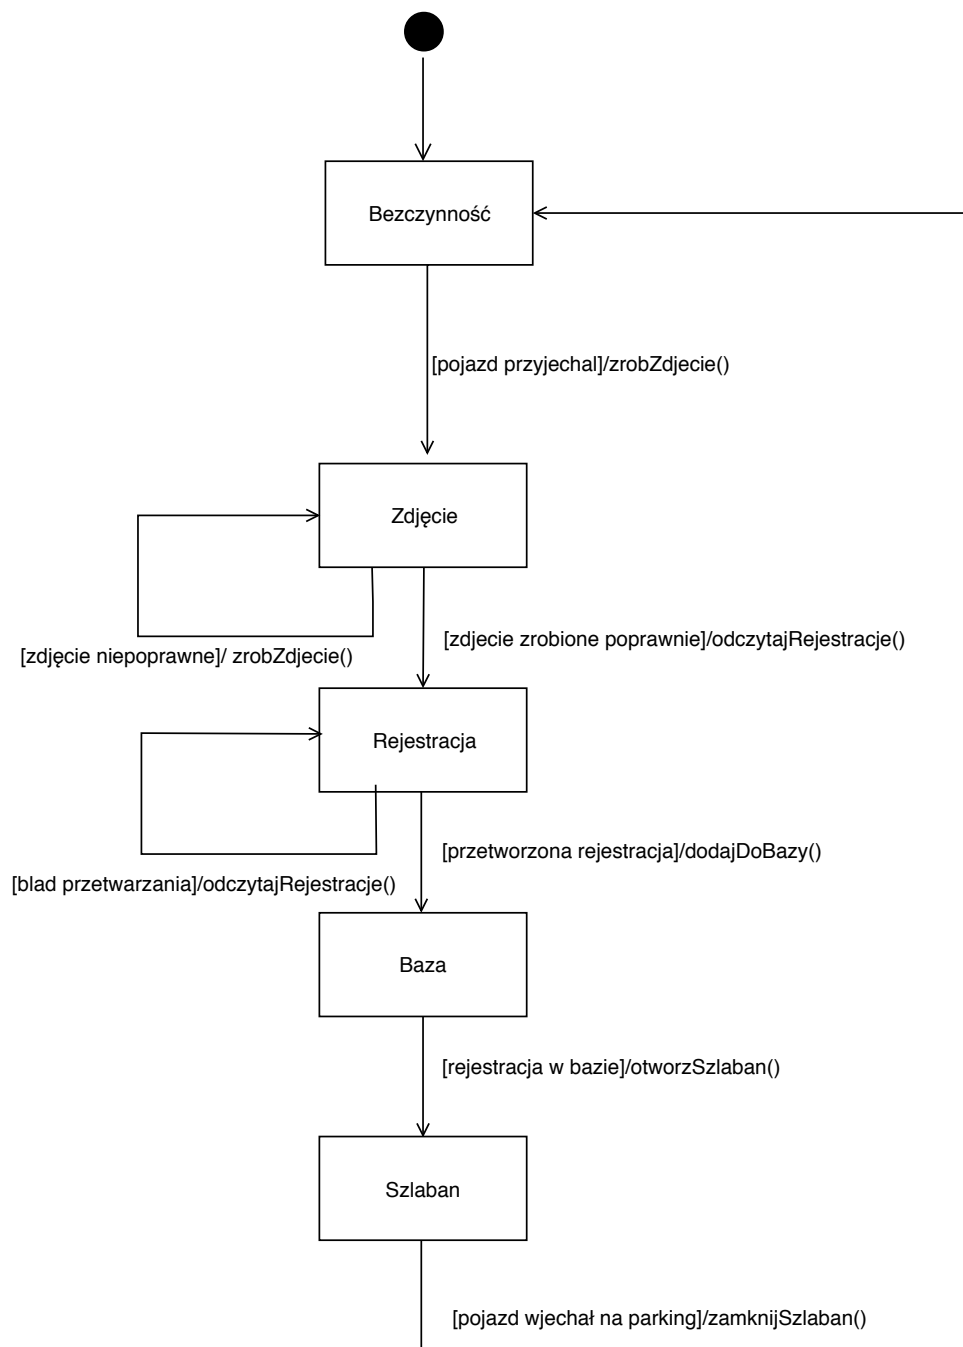 Bezczynność
[pojazd przyjechal]/zrobZdjecie()
Zdjęcie
[zdjecie zrobione poprawnie]/odczytajRejestracje()
[zdjęcie niepoprawne]/ zrobZdjecie()
Rejestracja
[przetworzona rejestracja]/dodajDoBazy()
[blad przetwarzania]/odczytajRejestracje()
Baza
[rejestracja w bazie]/otworzSzlaban()
Szlaban
[pojazd wjechał na parking]/zamknijSzlaban()